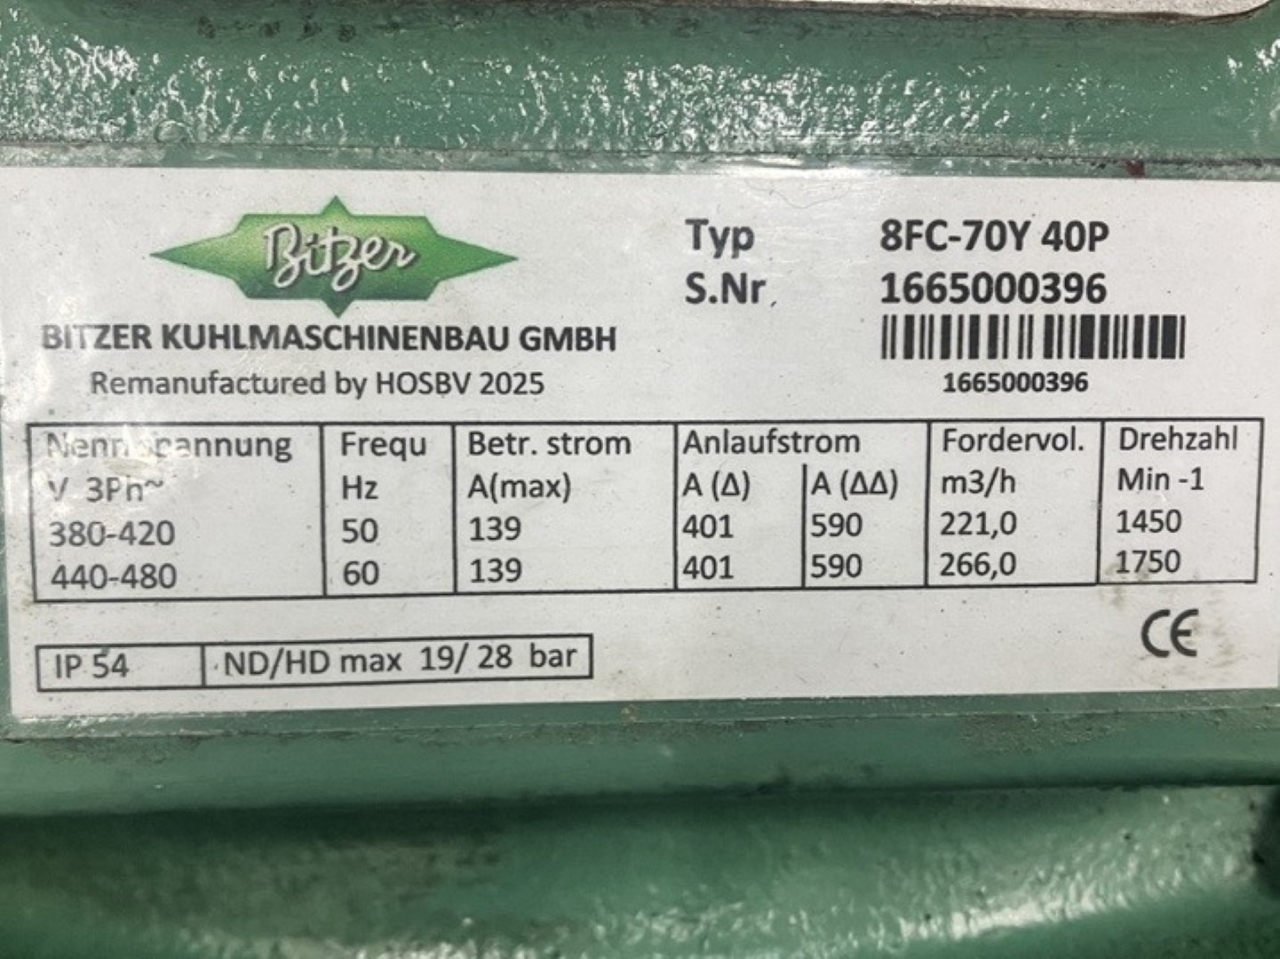 Bitzer
Typ 8FC-70Y 40P
S.Nr. 1665000396
BITZER KUHLMASCHINENBAU GMBH
Remanufactured by HOSBV 2025
1665000396
Nennspannung Frequ Betr. strom Anlaufstrom Fordervol. Drehzahl
V 3Ph~ Hz A(max) A (Δ) A (ΔΔ) m3/h Min -1
380-420 50 139 401 590 221,0 1450
440-480 60 139 401 590 266,0 1750
IP 54 ND/HD max 19/ 28 bar
CE